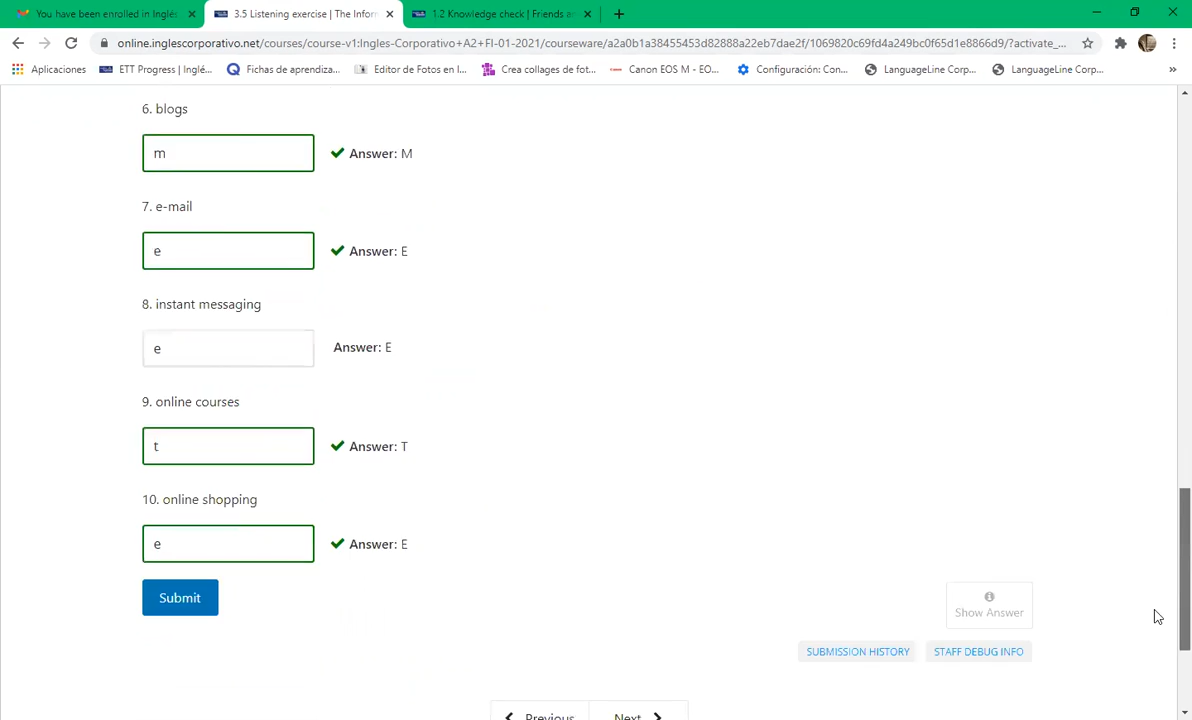 You have been enrolled in Inglés
3.5 Listening exercise | The Infor
1.2 Knowledge check | Friends a
online.inglescorporativo.net/courses/course-v1:Ingles-Corporativo+A2+FI-01-2021/courseware/a2a0b1a38455453d82888a22eb7dae2f/1069820c69fd4a249bc0f65d1e8866d9/?activate_...
Aplicaciones
ETT Progress | Inglé...
Fichas de aprendiza...
Editor de Fotos en l...
Crea collages de fot...
Canon EOS M - EO...
Configuración: Con...
LanguageLine Corp...
LanguageLine Corp...
»
6. blogs
m Answer: M
7. e-mail
e Answer: E
8. instant messaging
e Answer: E
9. online courses
t Answer: T
10. online shopping
e Answer: E
Submit
Show Answer
SUBMISSION HISTORY STAFF DEBUG INFO
Previous Next